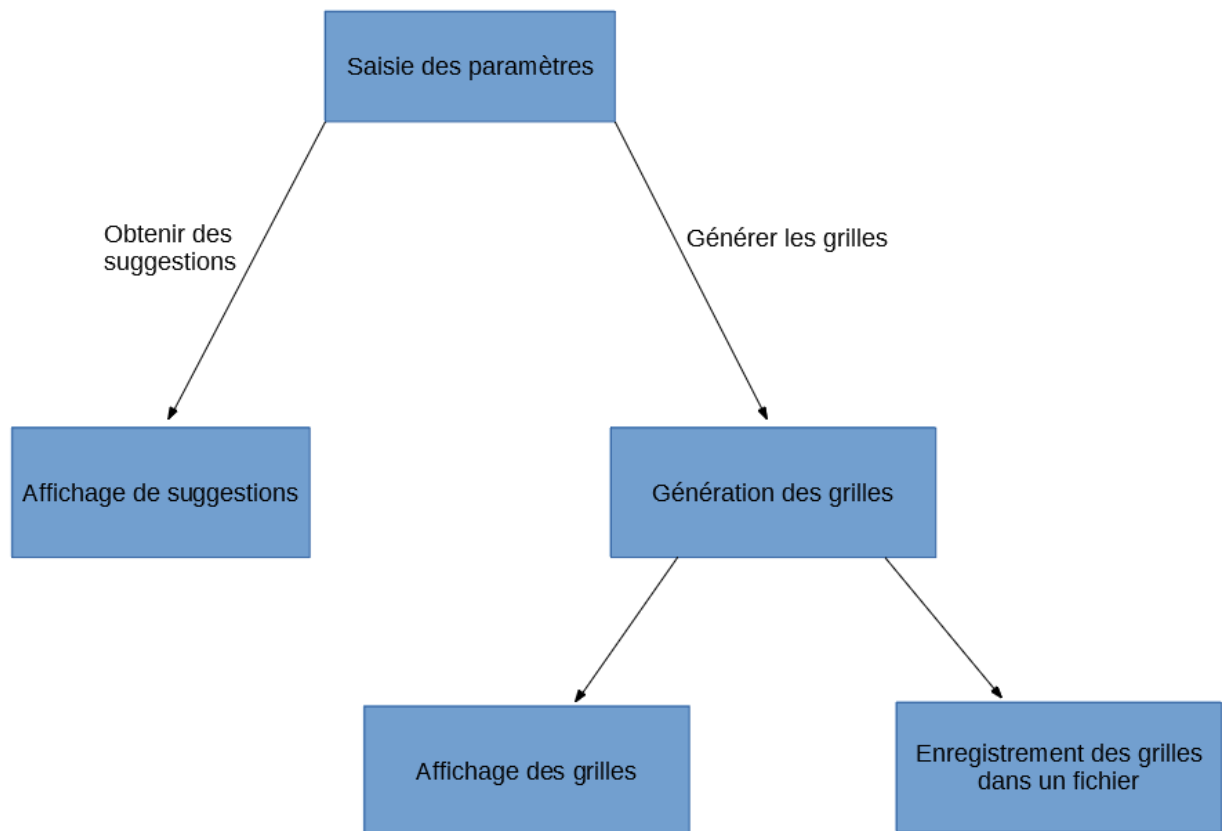 Saisie des paramètres
Obtenir des
suggestions
Générer les grilles
Affichage de suggestions
Génération des grilles
Affichage des grilles
Enregistrement des grilles
dans un fichier